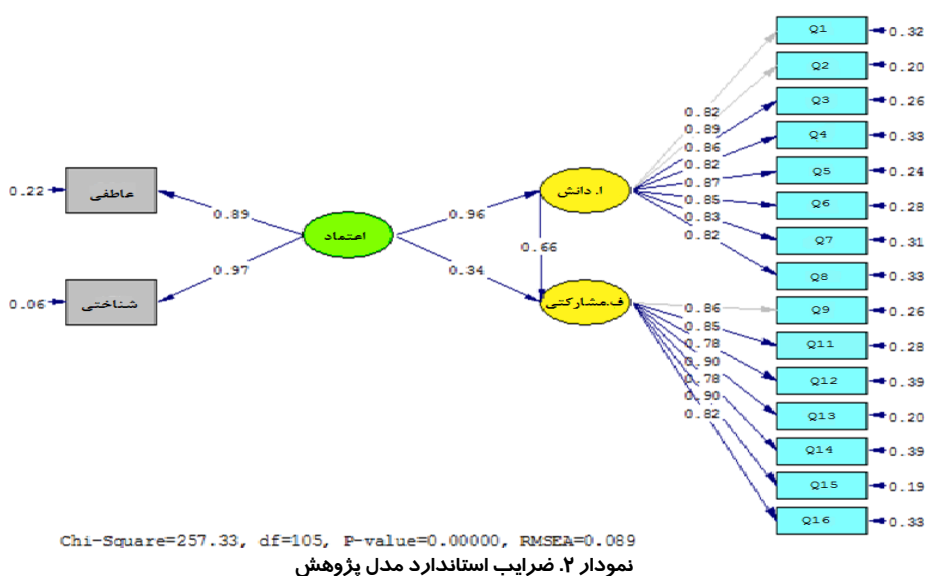 Q1
0.32
Q2
0.20
Q3
0.26
Q4
0.33
Q5
0.24
Q6
0.28
Q7
0.31
Q8
0.33
Q9
0.26
Q11
0.28
Q12
0.39
Q13
0.20
Q14
0.39
Q15
0.19
Q16
0.33
0.82
0.89
0.86
0.82
0.87
0.85
0.83
0.82
0.86
0.85
0.78
0.90
0.78
0.90
0.82
ا. دانش
ف.مشارکتی
0.66
0.96
0.34
اعتماد
0.89
0.97
عاطفی
0.22
شناختی
0.06
Chi-Square=257.33, df=105, P-value=0.00000, RMSEA=0.089
نمودار ۲. ضرایب استاندارد مدل پژوهش